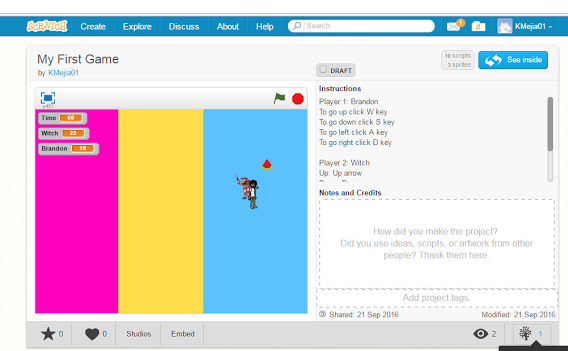 SCRATCH Create Explore Discuss About Help Search KMejia01
My First Game
by KMejia01
DRAFT
10 scripts
3 sprites
See inside
v451
Time 60
Witch 23
Brandon 18
Instructions
Player 1: Brandon
To go up click W key
To go down click S key
To go left click A key
To go right click D key
Player 2: Witch
Up: Up arrow
Notes and Credits
How did you make the project?
Did you use ideas, scripts, or artwork from other
people? Thank them here.
Add project tags.
Shared: 21 Sep 2016 Modified: 21 Sep 2016
0 0 Studios Embed 2 1